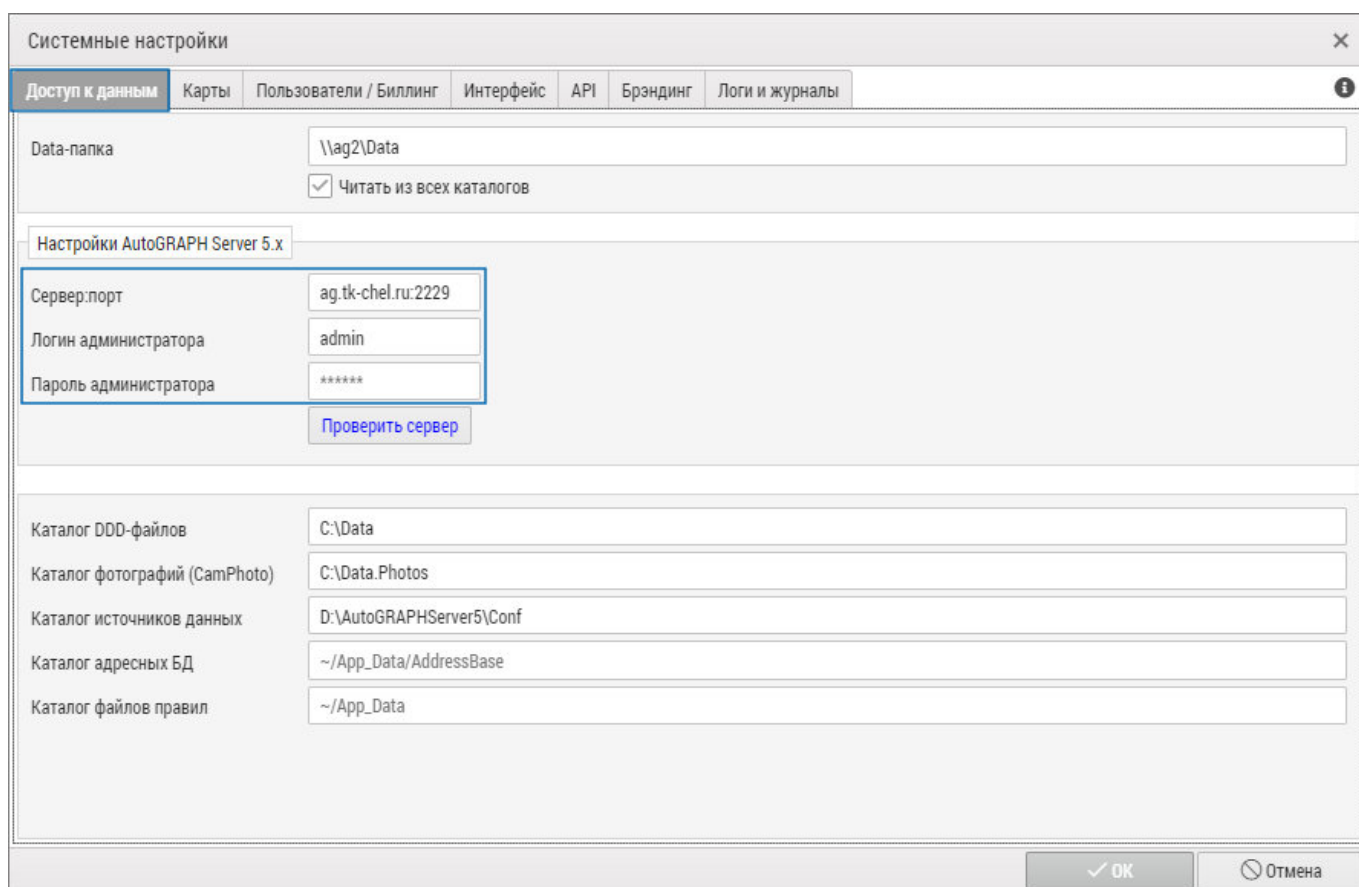 Системные настройки
Доступ к данным Карты Пользователи / Биллинг Интерфейс API Брэндинг Логи и журналы
Data-папка \\ag2\Data
Читать из всех каталогов
Настройки AutoGRAPH Server 5.x
Сервер:порт ag.tk-chel.ru:2229
Логин администратора admin
Пароль администратора ******
Проверить сервер
Каталог DDD-файлов C:\Data
Каталог фотографий (CamPhoto) C:\Data.Photos
Каталог источников данных D:\AutoGRAPHServer5\Conf
Каталог адресных БД ~/App_Data/AddressBase
Каталог файлов правил ~/App_Data
OK Отмена